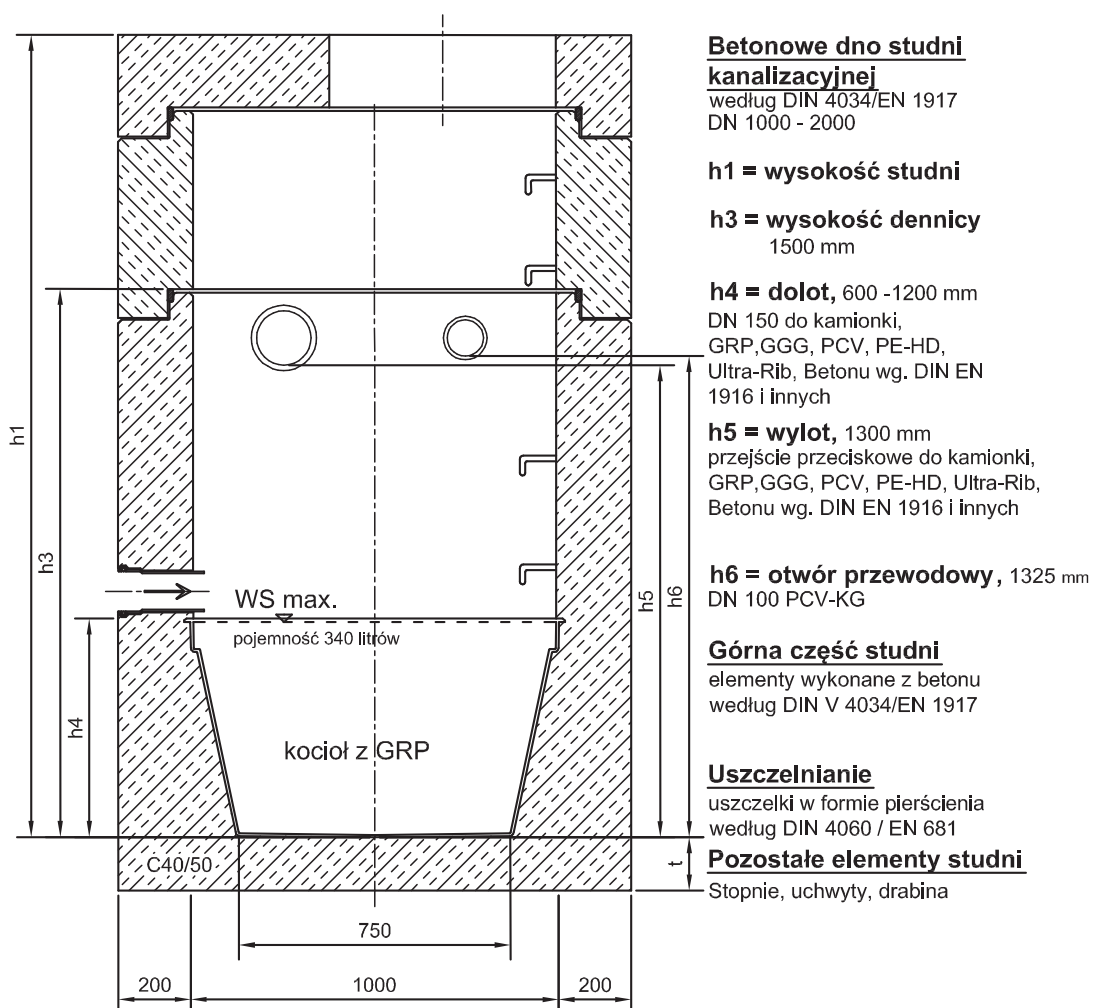 Betonowe dno studni
kanalizacyjnej
według DIN 4034/EN 1917
DN 1000 - 2000
h1 = wysokość studni
h3 = wysokość dennicy
1500 mm
h4 = dolot, 600 -1200 mm
DN 150 do kamionki,
GRP,GGG, PCV, PE-HD,
Ultra-Rib, Betonu wg. DIN EN
1916 i innych
h5 = wylot, 1300 mm
przejście przeciskowe do kamionki,
GRP,GGG, PCV, PE-HD, Ultra-Rib,
Betonu wg. DIN EN 1916 i innych
h6 = otwór przewodowy, 1325 mm
DN 100 PCV-KG
Górna część studni
elementy wykonane z betonu
według DIN V 4034/EN 1917
Uszczelnianie
uszczelki w formie pierścienia
według DIN 4060 / EN 681
Pozostałe elementy studni
Stopnie, uchwyty, drabina
h1
h3
h4
h5
h6
t
WS max.
pojemność 340 litrów
kocioł z GRP
C40/50
750
200
1000
200